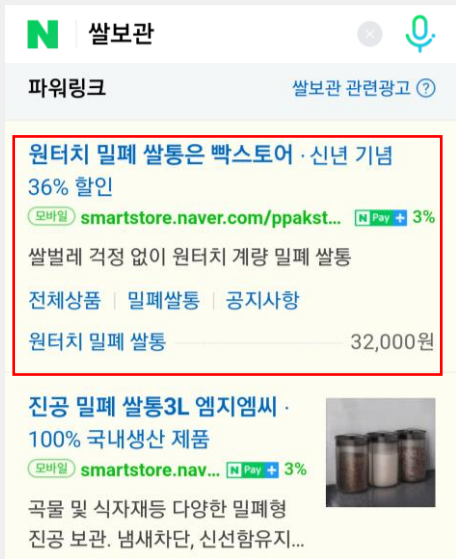 N 쌀보관
파워링크 쌀보관 관련광고 ?
원터치 밀폐 쌀통은 빡스토어 · 신년 기념
36% 할인
모바일 smartstore.naver.com/ppakst... N Pay + 3%
쌀벌레 걱정 없이 원터치 계량 밀폐 쌀통
전체상품 | 밀폐쌀통 | 공지사항
원터치 밀폐 쌀통 32,000원
진공 밀폐 쌀통3L 엠지엠씨 ·
100% 국내생산 제품
모바일 smartstore.nav... N Pay + 3%
곡물 및 식자재등 다양한 밀폐형
진공 보관. 냄새차단, 신선함유지...